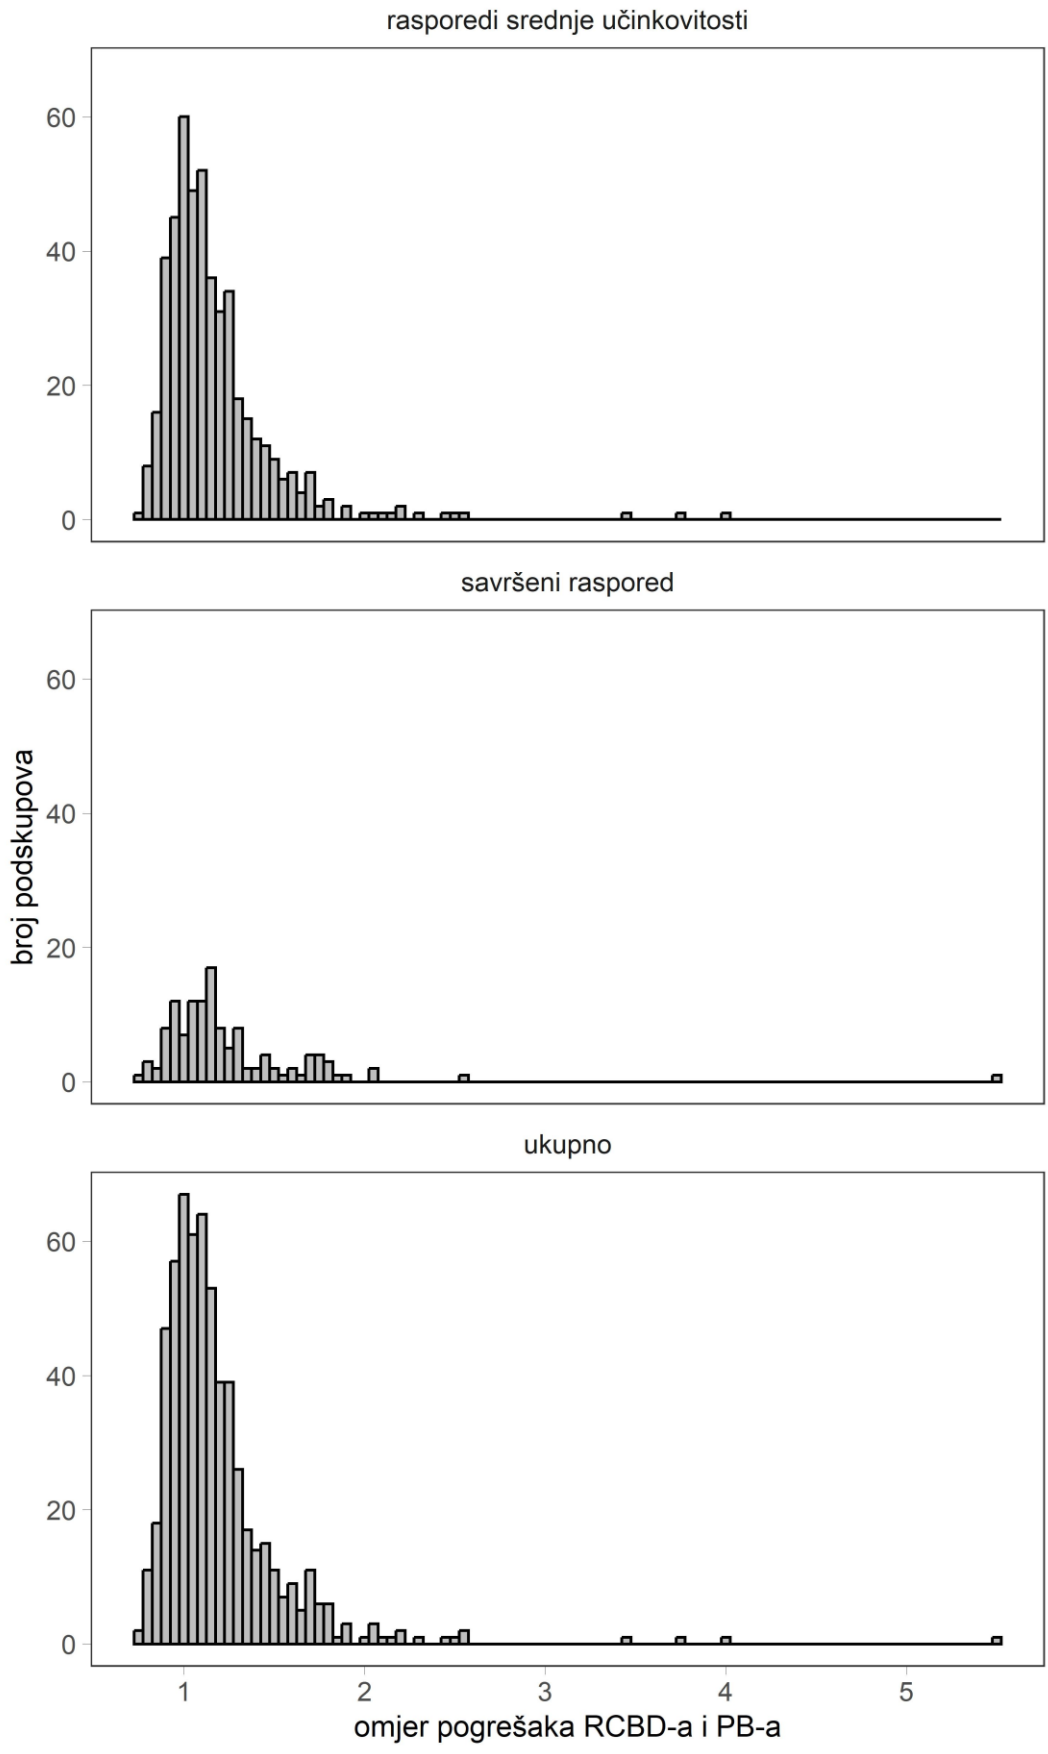 rasporedi srednje učinkovitosti
60
40
20
0
savršeni raspored
60
40
20
0
broj podskupova
ukupno
60
40
20
0
1 2 3 4 5
omjer pogrešaka RCBD-a i PB-a